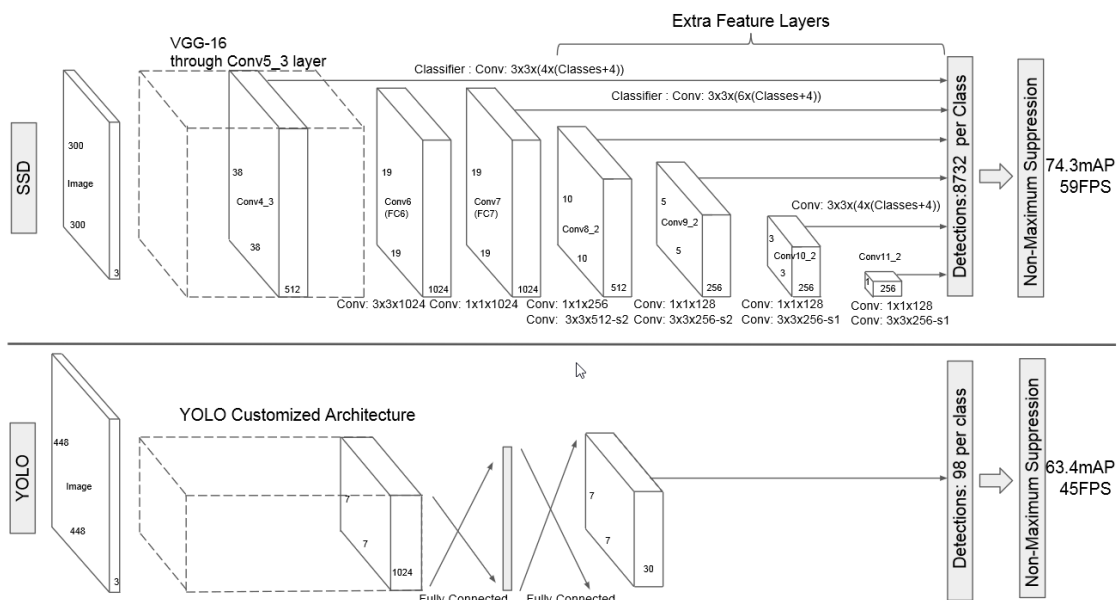 Extra Feature Layers
VGG-16
through Conv5_3 layer
Classifier : Conv: 3x3x(4x(Classes+4))
Classifier : Conv: 3x3x(6x(Classes+4))
SSD
300
Image
300
3
38
Conv4_3
38
512
19
Conv6
(FC6)
19
1024
19
Conv7
(FC7)
19
1024
10
Conv8_2
10
512
5
Conv9_2
5
256
Conv: 3x3x(4x(Classes+4))
3
Conv10_2
3
256
Conv11_2
1
256
Conv: 3x3x1024
Conv: 1x1x1024
Conv: 1x1x256
Conv: 3x3x512-s2
Conv: 1x1x128
Conv: 3x3x256-s2
Conv: 1x1x128
Conv: 3x3x256-s1
Conv: 1x1x128
Conv: 3x3x256-s1
Detections:8732 per Class
Non-Maximum Suppression
74.3mAP
59FPS
YOLO
448
Image
448
3
YOLO Customized Architecture
7
7
1024
Fully Connected
Fully Connected
7
7
30
Detections: 98 per class
Non-Maximum Suppression
63.4mAP
45FPS